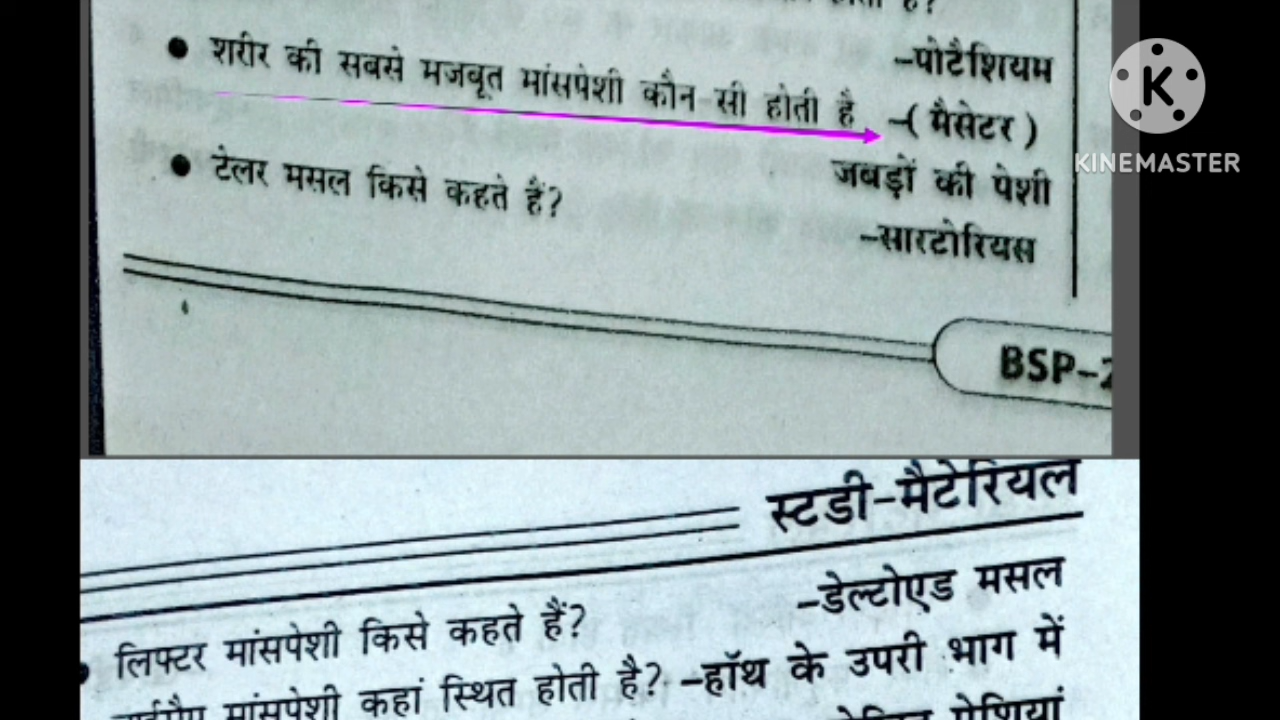 –पोटैशियम
● शरीर की सबसे मजबूत मांसपेशी कौन सी होती है –( मैसेटर )
जबड़ों की पेशी
● टेलर मसल किसे कहते हैं?
–सारटोरियस
BSP–2
K
KINEMASTER
स्टडी–मैटेरियल
लिफ्टर मांसपेशी किसे कहते हैं? –डेल्टोएड मसल
मांसपेशी कहां स्थित होती है? –हॉथ के उपरी भाग में
पेशियां